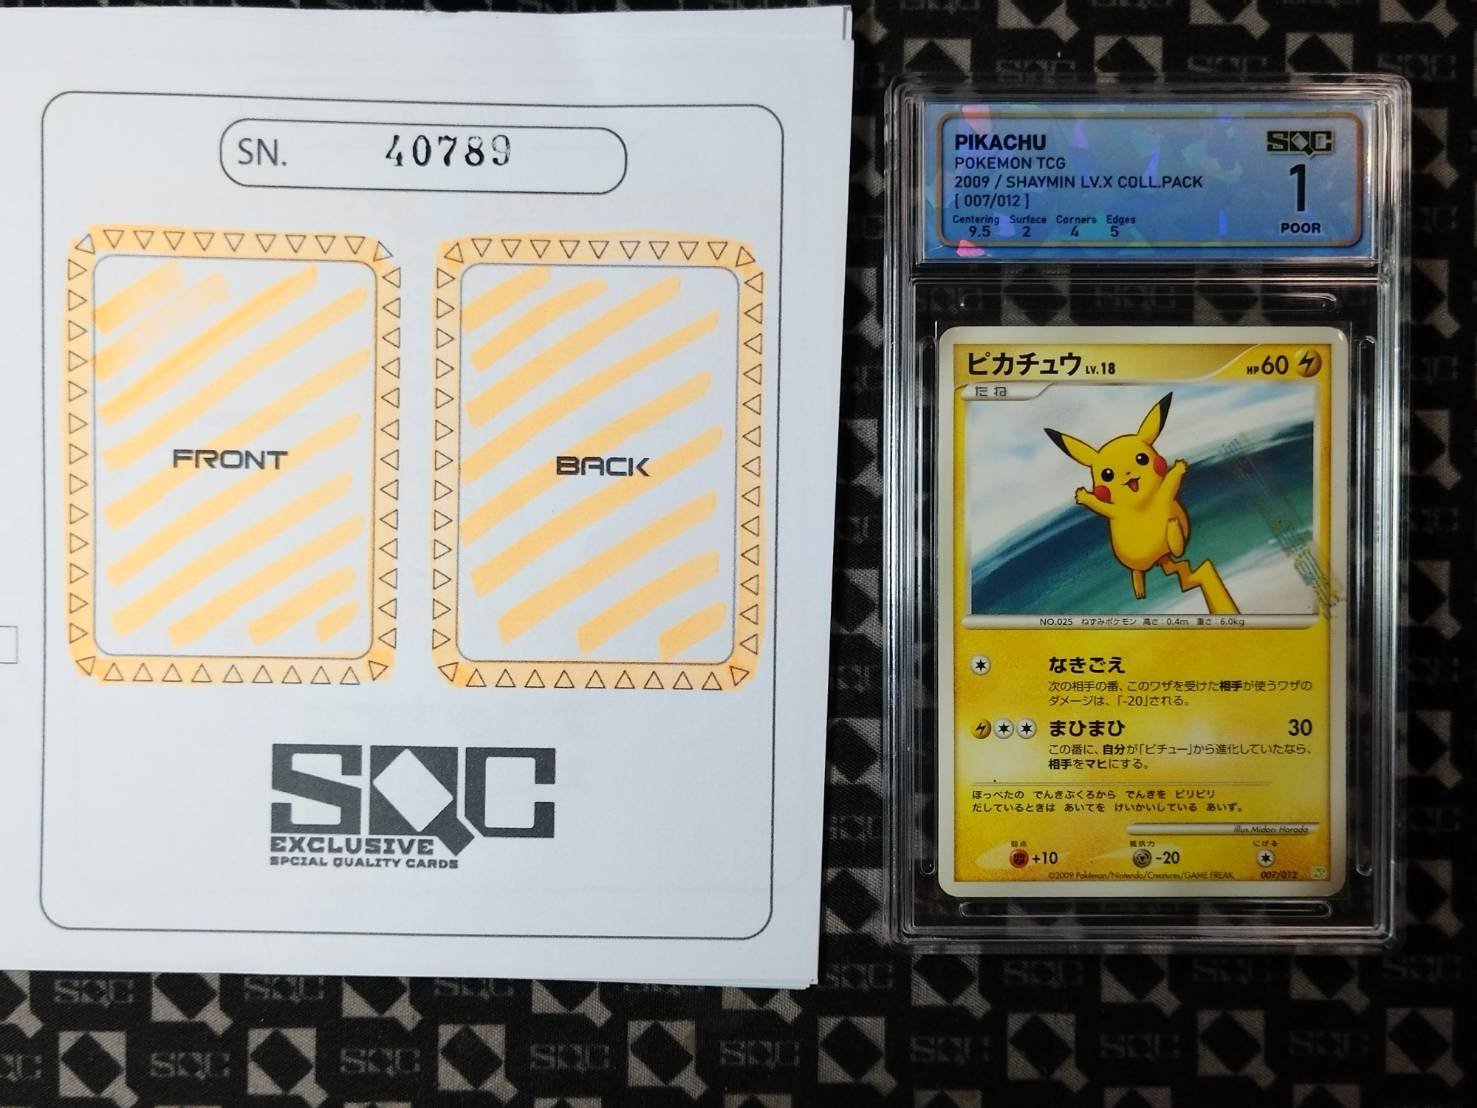 SN. 40789
FRONT
BACK
SQC
EXCLUSIVE
SPCIAL QUALITY CARDS
PIKACHU
POKEMON TCG
2009 / SHAYMIN LV.X COLL.PACK
[ 007/012 ]
Centering Surface Corners Edges
9.5 2 4 5
SQC
1
POOR
ピカチュウ LV.18
HP 60
たね
NO.025 ねずみポケモン 高さ:0.4m 重さ:6.0kg
なきごえ
次の相手の番、このワザを受けた相手が使うワザの
ダメージは、「-20」される。
まひまひ 30
この番に、自分が「ピチュー」から進化していたなら、
相手をマヒにする。
ほっぺたの でんきぶくろから でんきを ピリピリ
だしているときは あいてを けいかいしている あいず。
Illus. Midori Harada
弱点 抵抗力 にげる
+10 -20
©2009 Pokémon/Nintendo/Creatures/GAME FREAK.
007/012